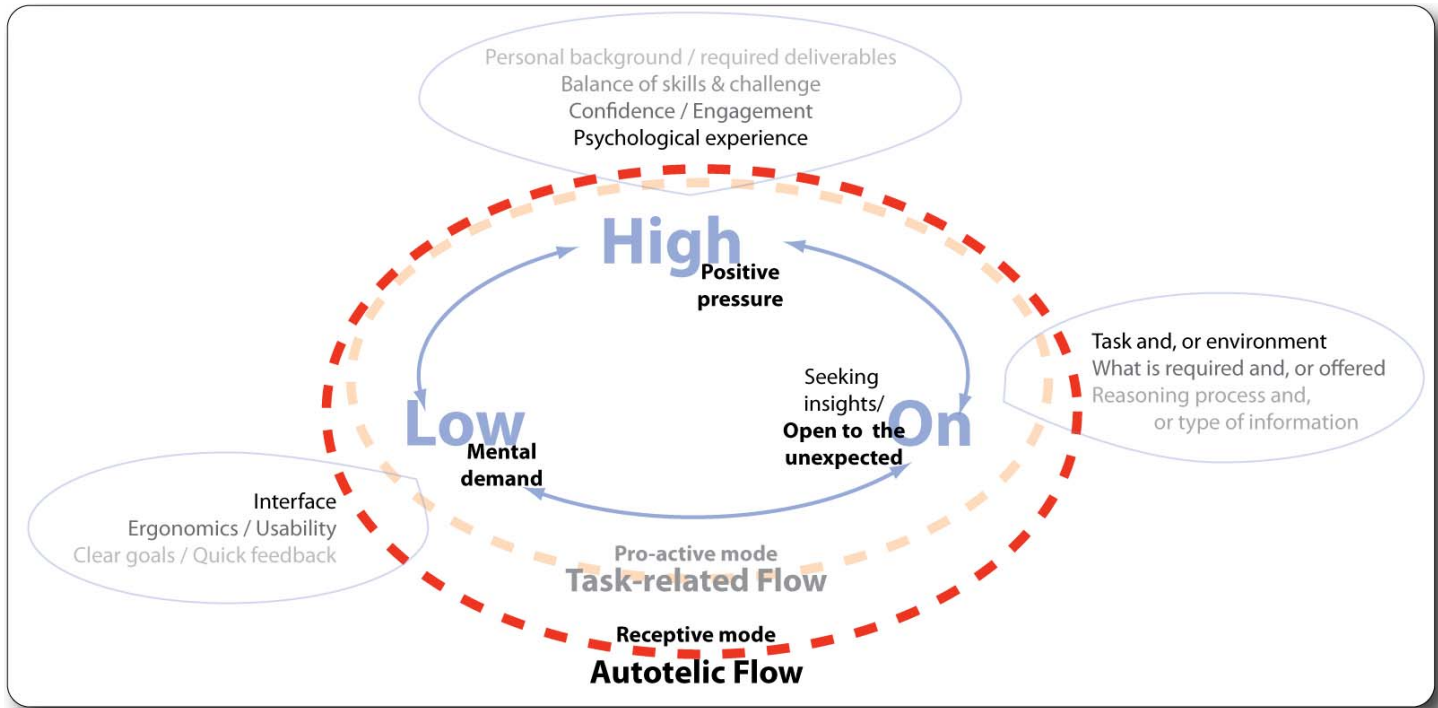 Personal background / required deliverables
Balance of skills & challenge
Confidence / Engagement
Psychological experience
High
Positive
pressure
Task and, or environment
What is required and, or offered
Reasoning process and,
or type of information
Seeking
insights/
On
Open to the
unexpected
Low
Mental
demand
Interface
Ergonomics / Usability
Clear goals / Quick feedback
Pro-active mode
Task-related Flow
Receptive mode
Autotelic Flow